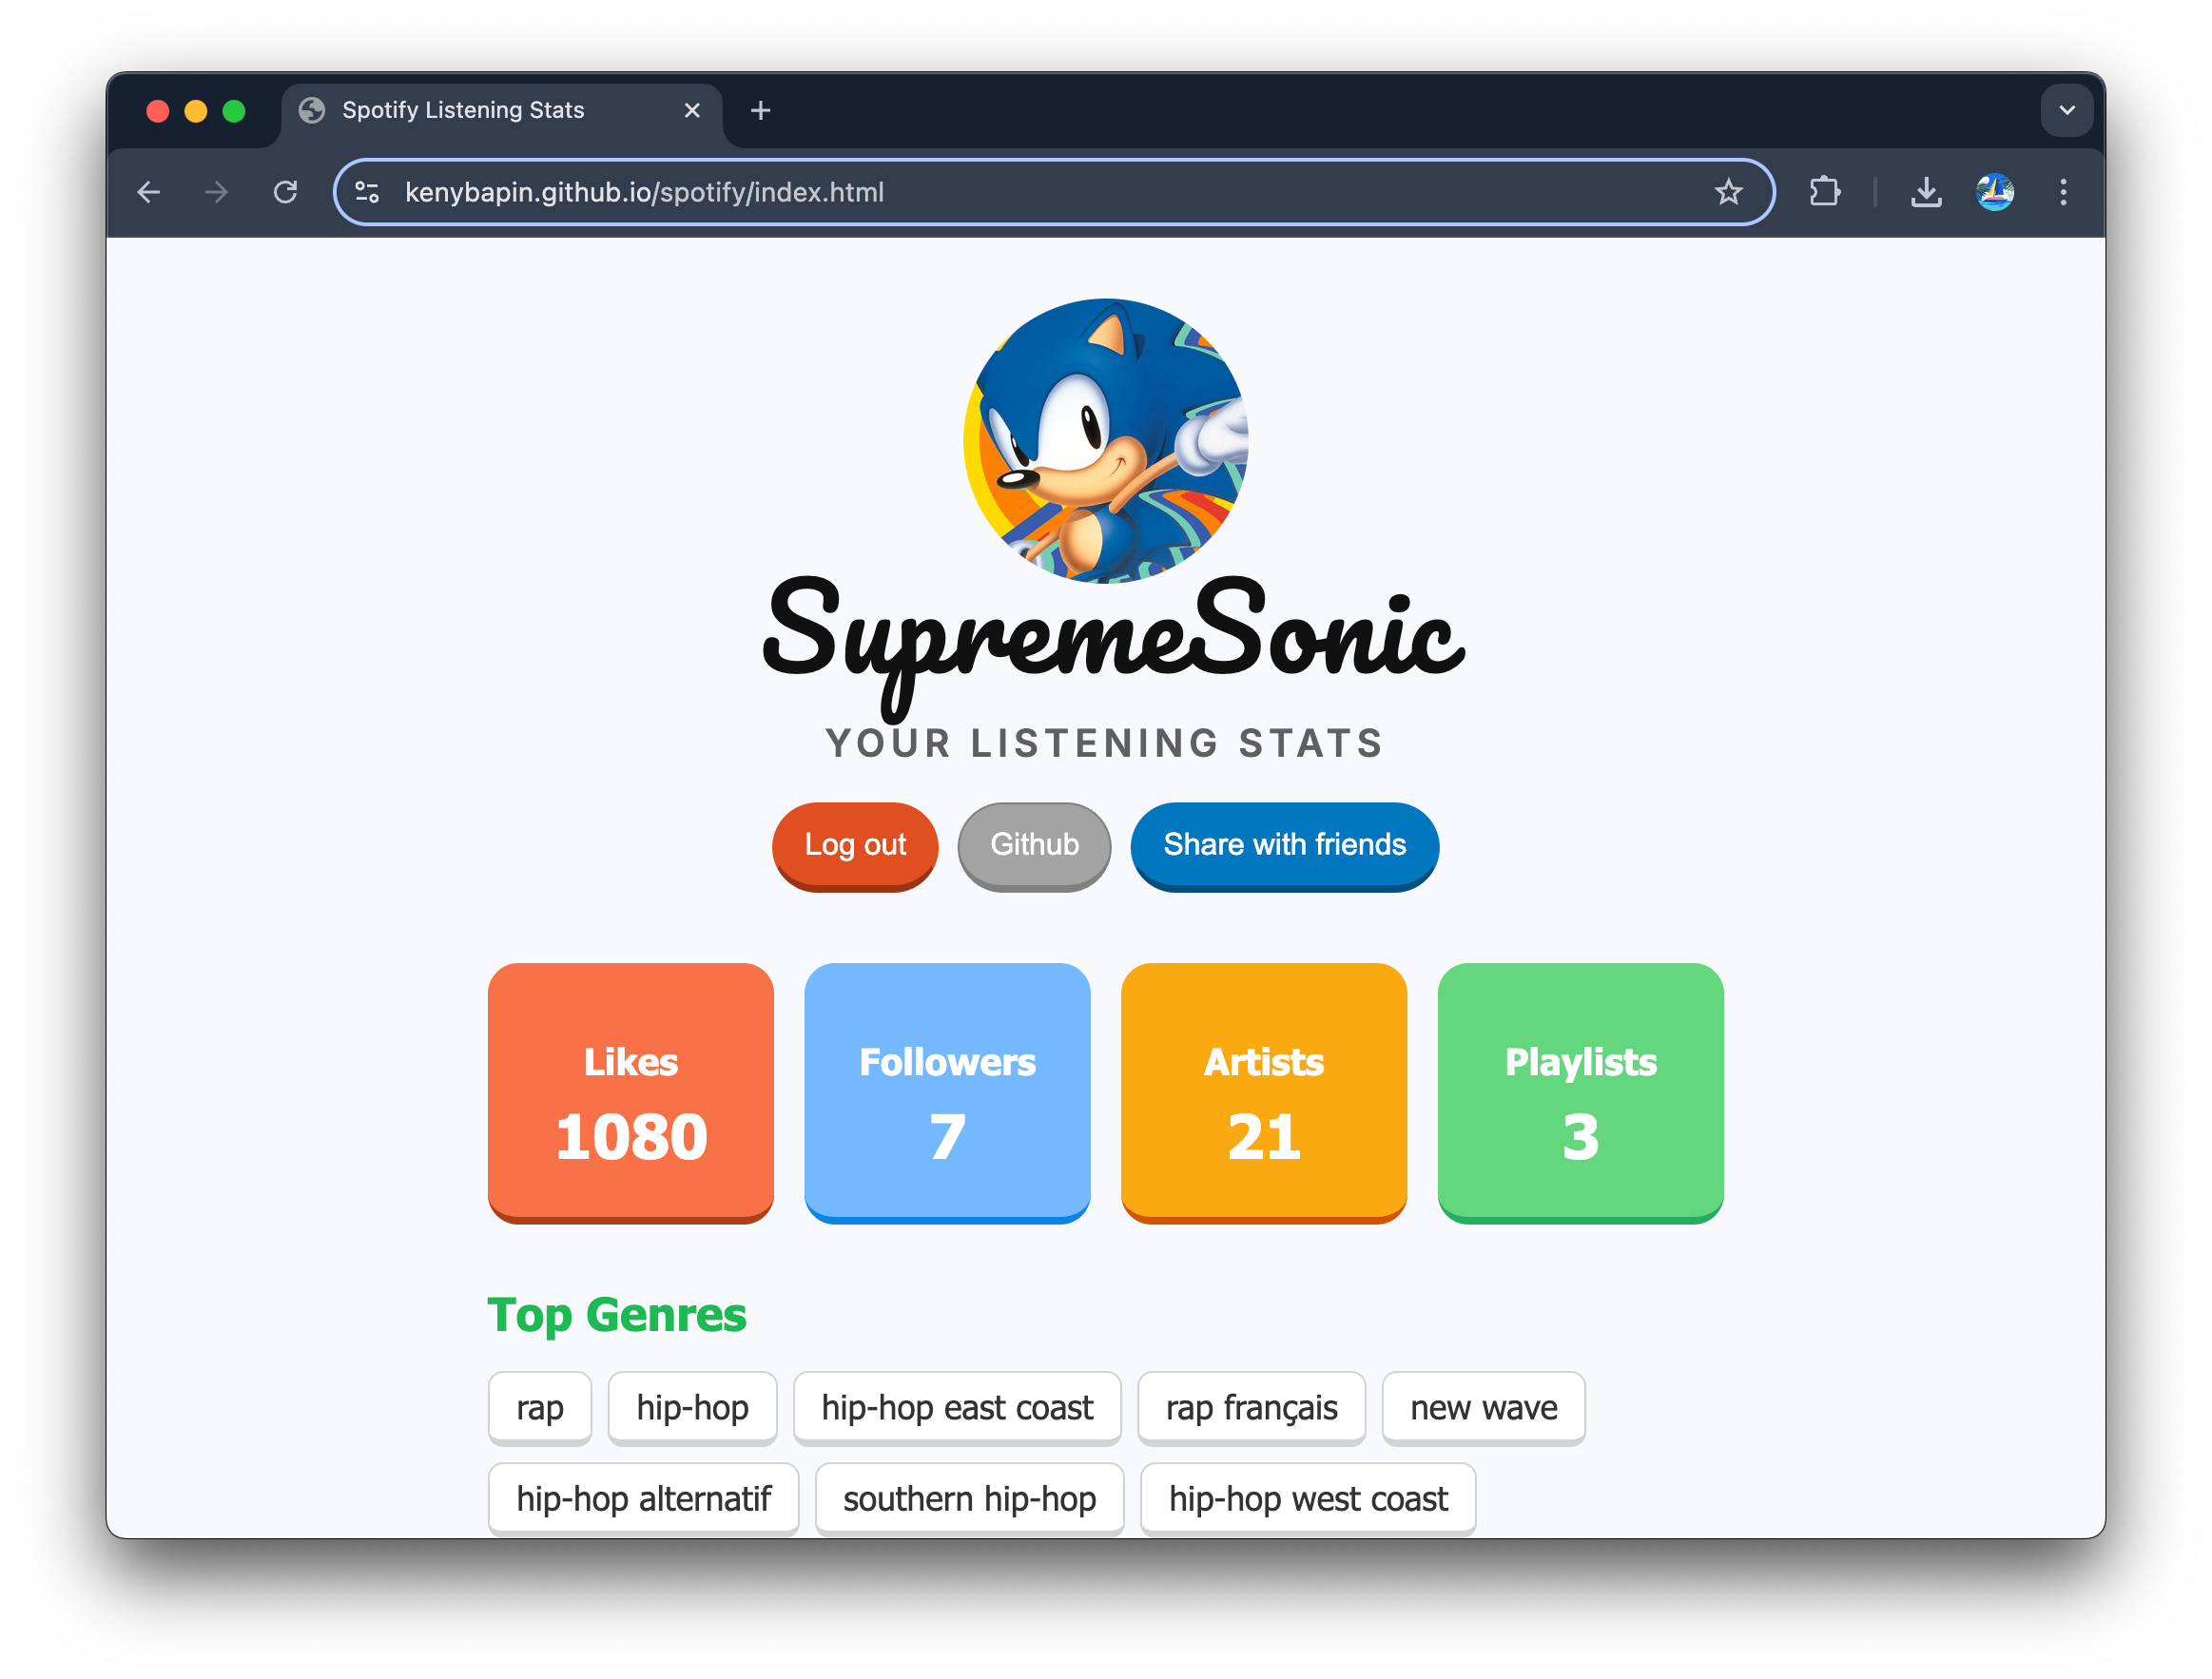 Spotify Listening Stats
kenybapin.github.io/spotify/index.html
SupremeSonic
YOUR LISTENING STATS
Log out Github Share with friends
Likes Followers Artists Playlists
1080 7 21 3
Top Genres
rap hip-hop hip-hop east coast rap français new wave
hip-hop alternatif southern hip-hop hip-hop west coast